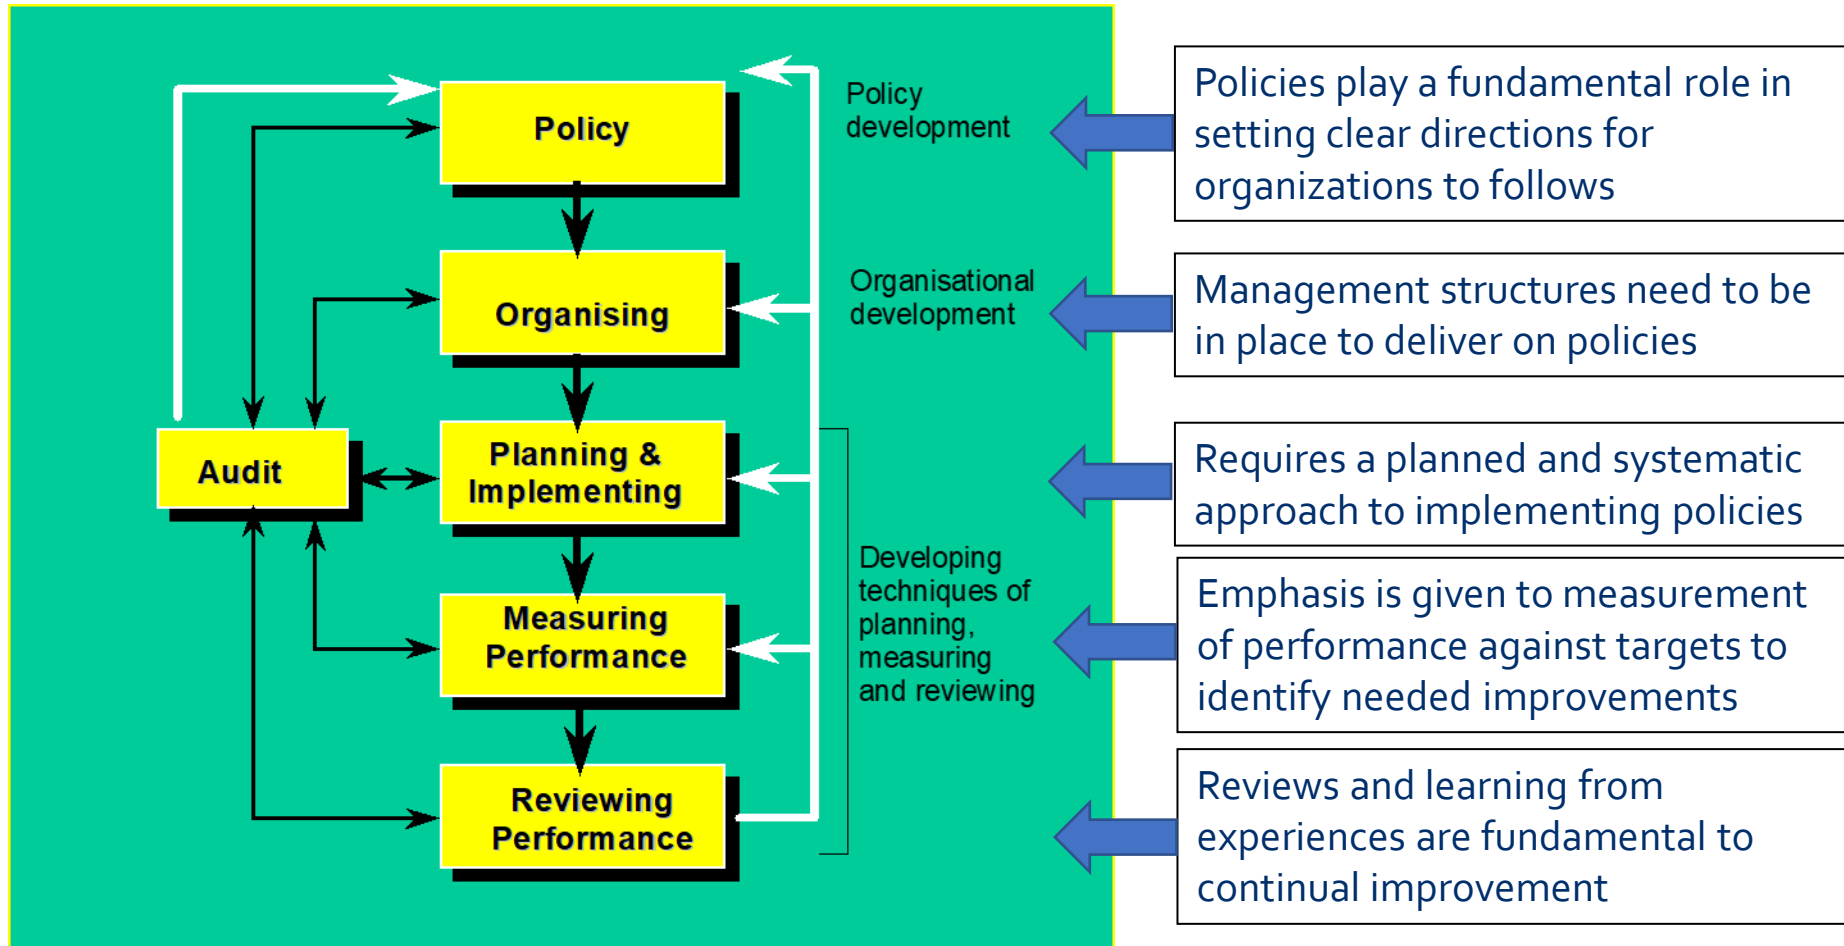 Policy
Organising
Planning &
Implementing
Measuring
Performance
Reviewing
Performance
Audit
Policy
development
Organisational
development
Developing
techniques of
planning,
measuring
and reviewing
Policies play a fundamental role in
setting clear directions for
organizations to follows
Management structures need to be
in place to deliver on policies
Requires a planned and systematic
approach to implementing policies
Emphasis is given to measurement
of performance against targets to
identify needed improvements
Reviews and learning from
experiences are fundamental to
continual improvement